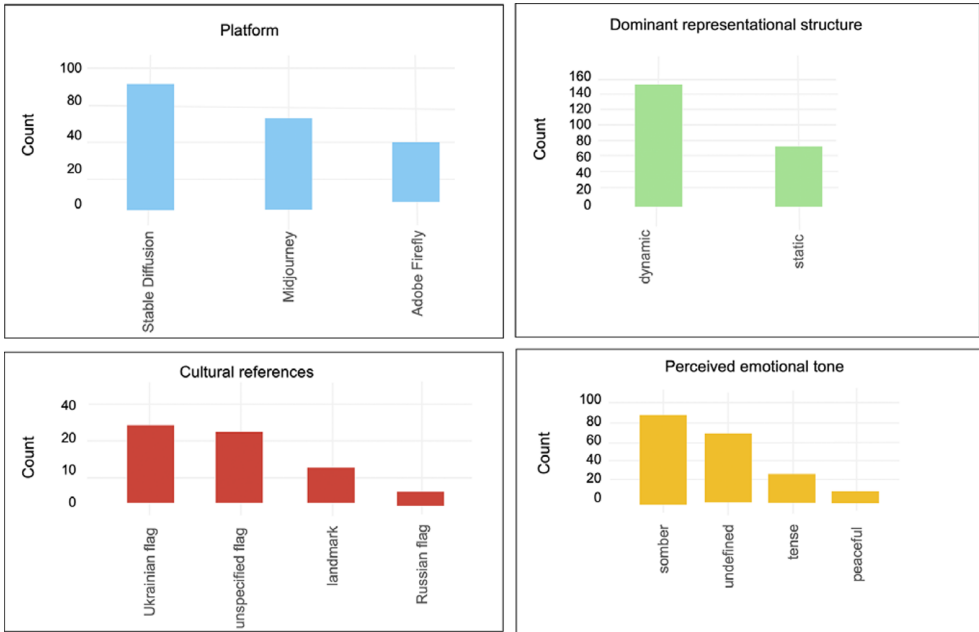 Platform
Count
100
80
40
20
0
Stable Diffusion
Midjourney
Adobe Firefly
Dominant representational structure
Count
160
140
120
100
80
60
40
20
0
dynamic
static
Cultural references
Count
40
20
10
0
Ukrainian flag
unspecified flag
landmark
Russian flag
Perceived emotional tone
Count
100
80
60
40
20
0
somber
undefined
tense
peaceful